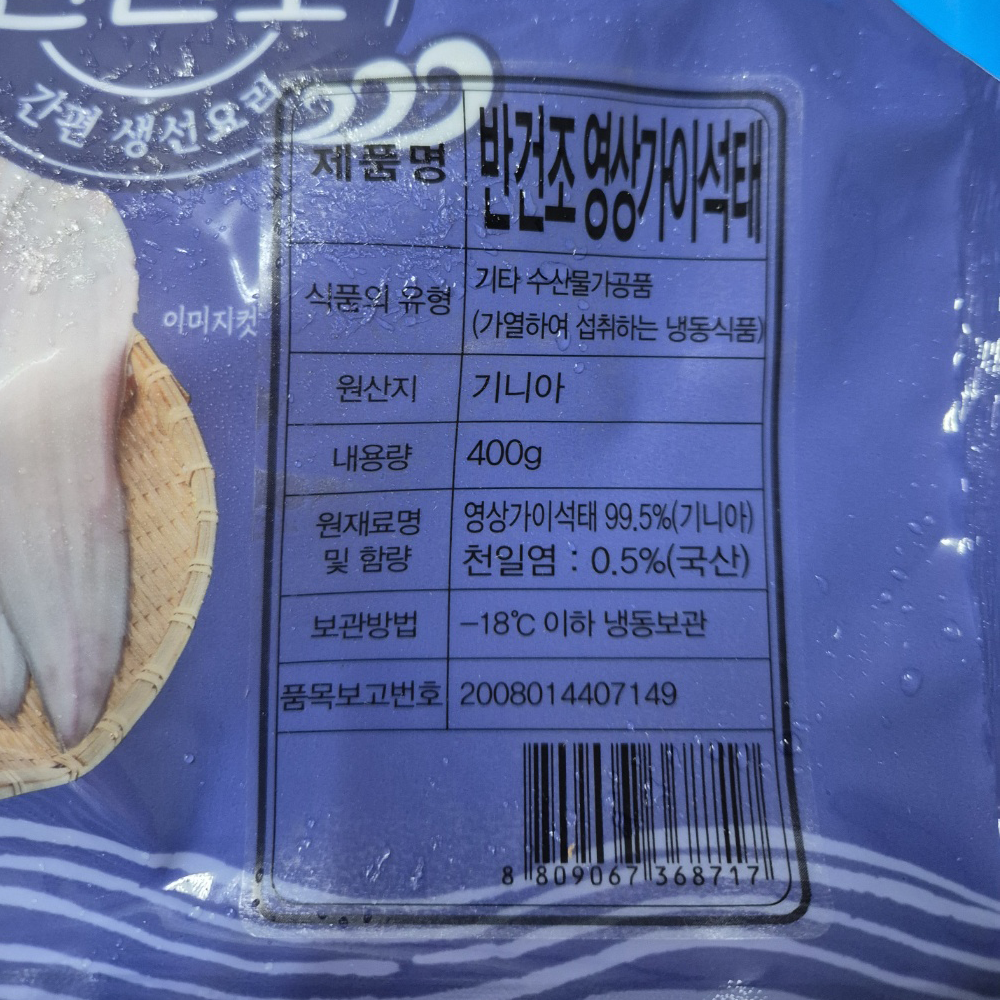 간편 생선요리
이미지컷
제품명 반건조영상가이석태
식품의 유형 기타 수산물가공품
(가열하여 섭취하는 냉동식품)
원산지 기니아
내용량 400g
원재료명 영상가이석태 99.5%(기니아)
및 함량 천일염 : 0.5%(국산)
보관방법 -18℃ 이하 냉동보관
품목보고번호 2008014407149
8 809067 368717